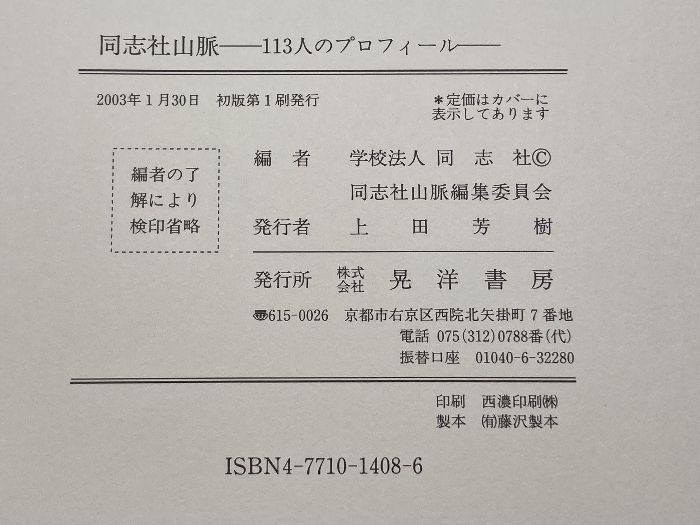 同志社山脈——113人のプロフィール——
2003年1月30日　初版第1刷発行
＊定価はカバーに
表示してあります
編者の了
解により
検印省略
編　者　学校法人 同　志　社©
同志社山脈編集委員会
発行者　上　田　芳　樹
発行所　株式会社　晃　洋　書　房
〠615-0026　京都市右京区西院北矢掛町7番地
電話 075(312)0788番(代)
振替口座　01040-6-32280
印刷　西濃印刷㈱
製本　㈲藤沢製本
ISBN4-7710-1408-6